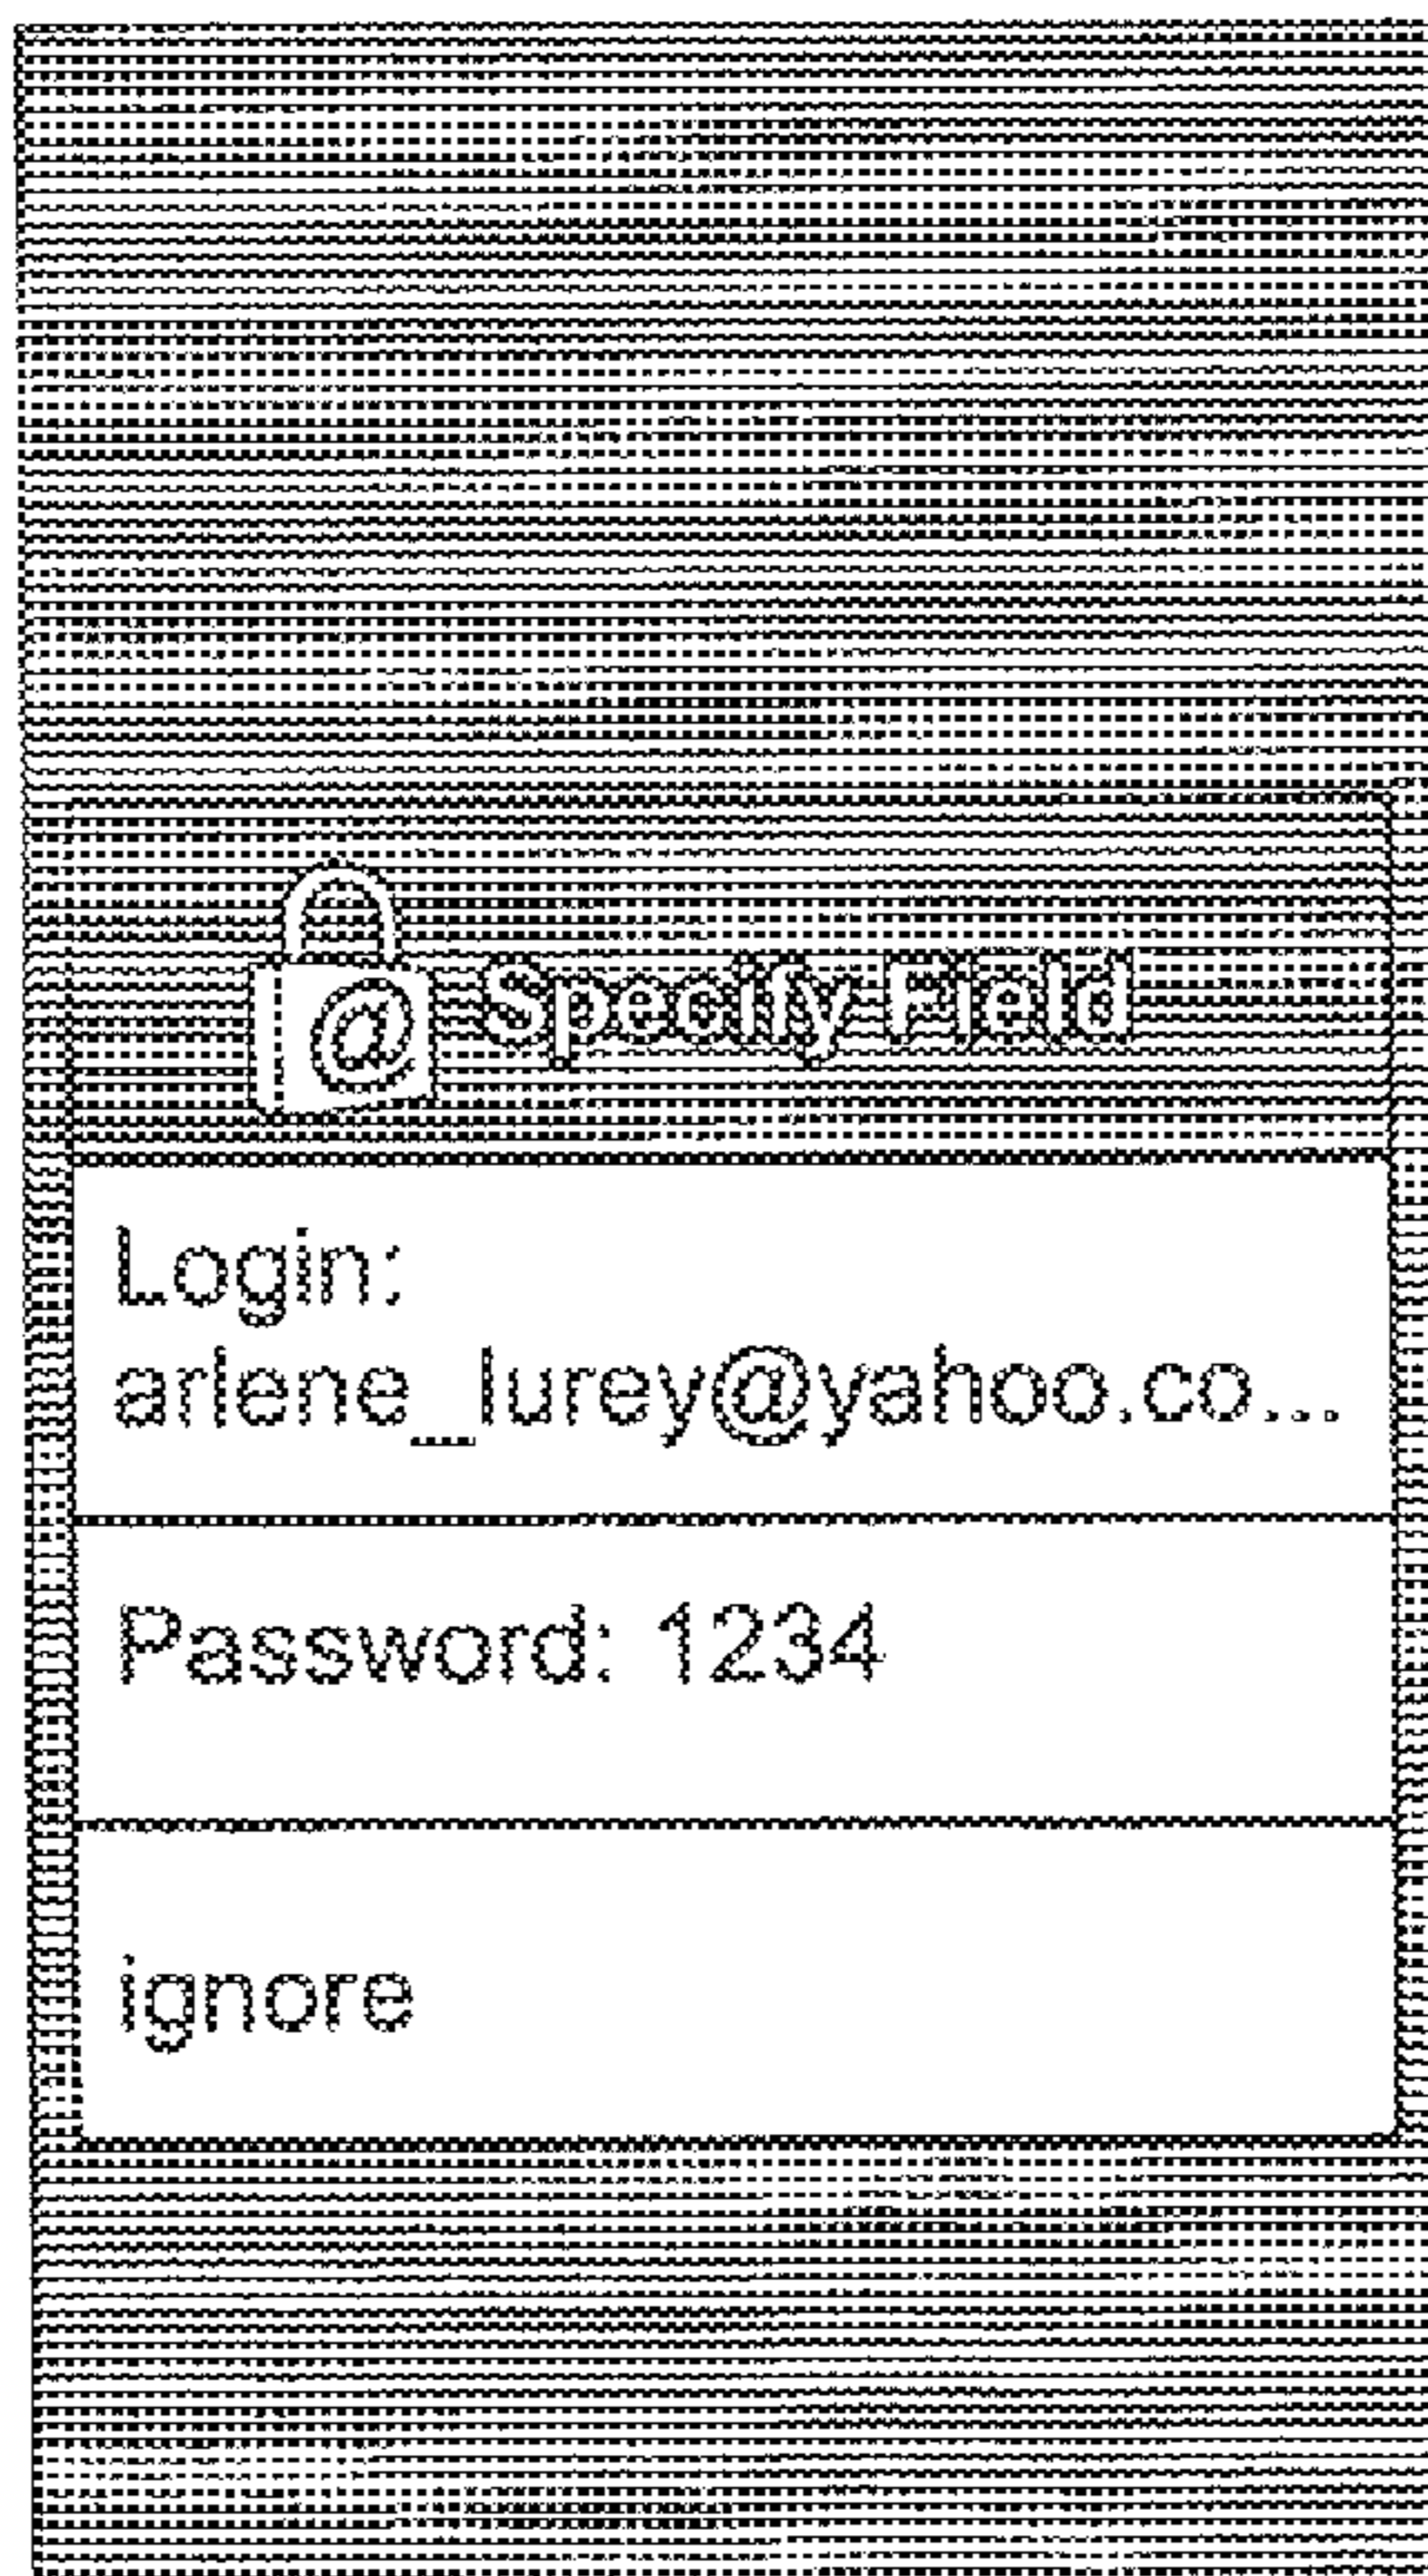 @ Specify Field
Login:
arlene_lurey@yahoo.co...
Password: 1234
ignore